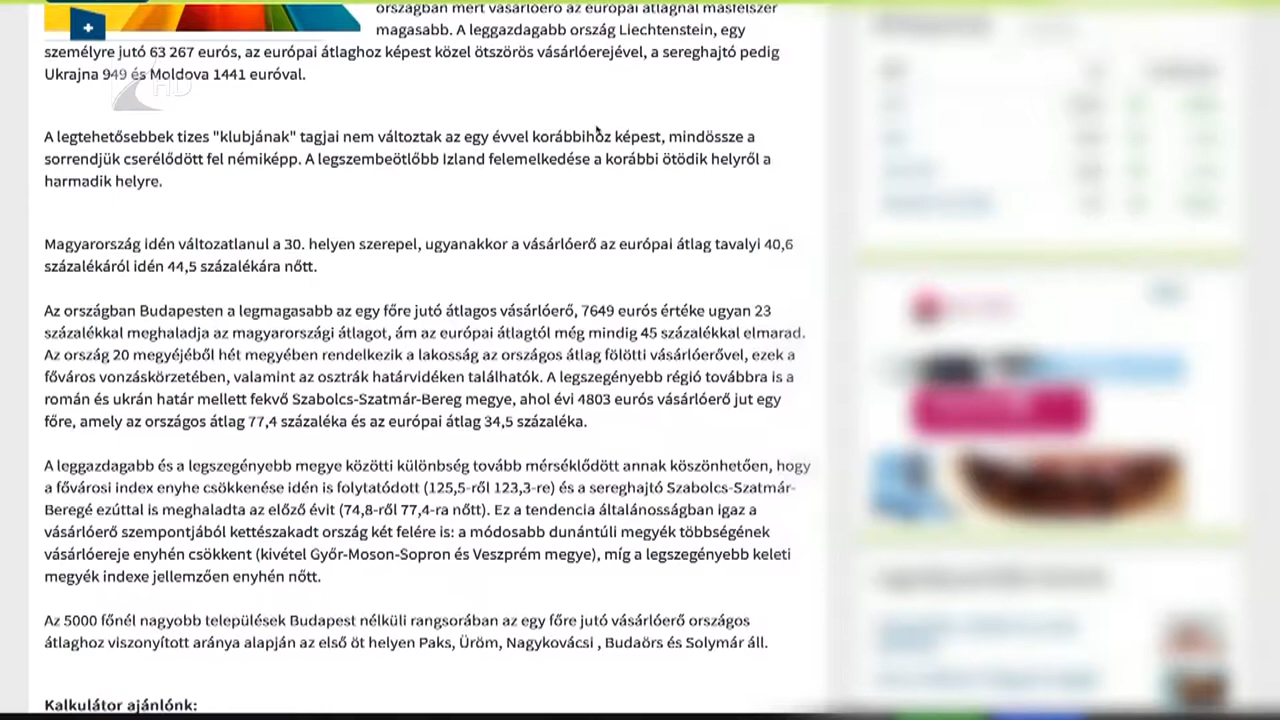 országban mért vásárlóerő az európai átlagnál másfélszer
magasabb. A leggazdagabb ország Liechtenstein, egy
személyre jutó 63 267 eurós, az európai átlaghoz képest közel ötszörös vásárlóerejével, a sereghajtó pedig
Ukrajna 949 és Moldova 1441 euróval.
HD
A legtehetősebbek tizes "klubjának" tagjai nem változtak az egy évvel korábbihoz képest, mindössze a
sorrendjük cserélődött fel némiképp. A legszembeötlőbb Izland felemelkedése a korábbi ötödik helyről a
harmadik helyre.
Magyarország idén változatlanul a 30. helyen szerepel, ugyanakkor a vásárlóerő az európai átlag tavalyi 40,6
százalékáról idén 44,5 százalékára nőtt.
Az országban Budapesten a legmagasabb az egy főre jutó átlagos vásárlóerő, 7649 eurós értéke ugyan 23
százalékkal meghaladja az magyarországi átlagot, ám az európai átlagtól még mindig 45 százalékkal elmarad.
Az ország 20 megyéjéből hét megyében rendelkezik a lakosság az országos átlag fölötti vásárlóerővel, ezek a
főváros vonzáskörzetében, valamint az osztrák határvidéken találhatók. A legszegényebb régió továbbra is a
román és ukrán határ mellett fekvő Szabolcs-Szatmár-Bereg megye, ahol évi 4803 eurós vásárlóerő jut egy
főre, amely az országos átlag 77,4 százaléka és az európai átlag 34,5 százaléka.
A leggazdagabb és a legszegényebb megye közötti különbség tovább mérséklődött annak köszönhetően, hogy
a fővárosi index enyhe csökkenése idén is folytatódott (125,5-ről 123,3-re) és a sereghajtó Szabolcs-Szatmár-
Beregé ezúttal is meghaladta az előző évit (74,8-ről 77,4-ra nőtt). Ez a tendencia általánosságban igaz a
vásárlóerő szempontjából kettészakadt ország két felére is: a módosabb dunántúli megyék többségének
vásárlóereje enyhén csökkent (kivétel Győr-Moson-Sopron és Veszprém megye), míg a legszegényebb keleti
megyék indexe jellemzően enyhén nőtt.
Az 5000 főnél nagyobb települések Budapest nélküli rangsorában az egy főre jutó vásárlóerő országos
átlaghoz viszonyított aránya alapján az első öt helyen Paks, Üröm, Nagykovácsi , Budaörs és Solymár áll.
Kalkulátor ajánlónk: